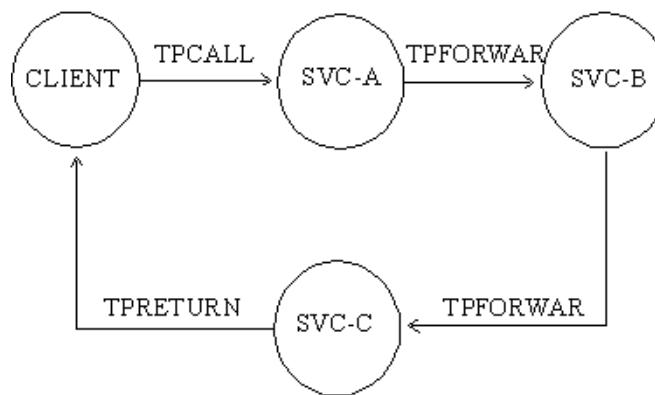 TPCALL
TPFORWAR
CLIENT
SVC-A
SVC-B
TPRETURN
SVC-C
TPFORWAR